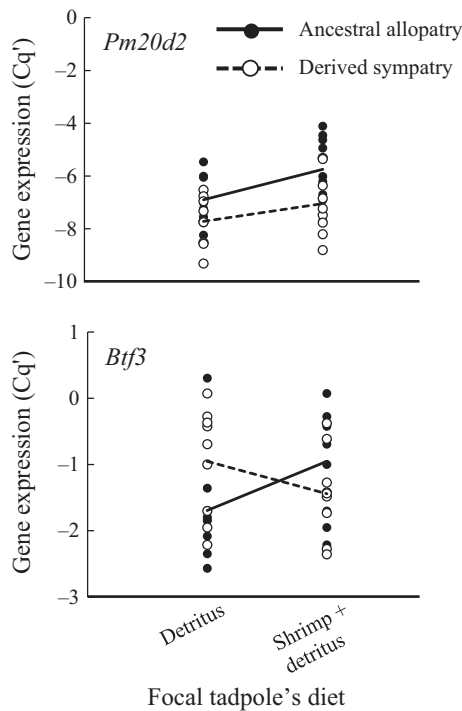 0
Pm20d2
Ancestral allopatry
Derived sympatry
–2
–4
–6
–8
–10
Gene expression (Cq')
1
Btf3
0
–1
–2
–3
Gene expression (Cq')
Detritus
Shrimp +
detritus
Focal tadpole’s diet